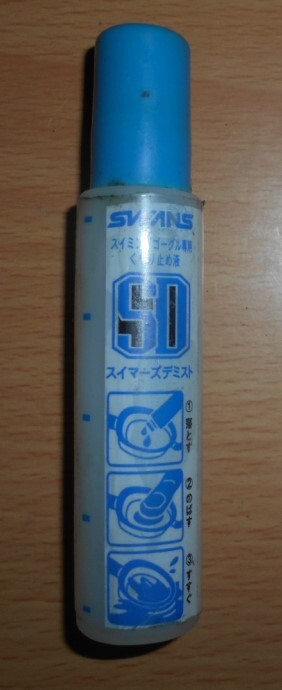 SWANS
スイミングゴーグル専用
くもり止め液
SD
スイマーズデミスト
①落とす
②のばす
③すすぐ